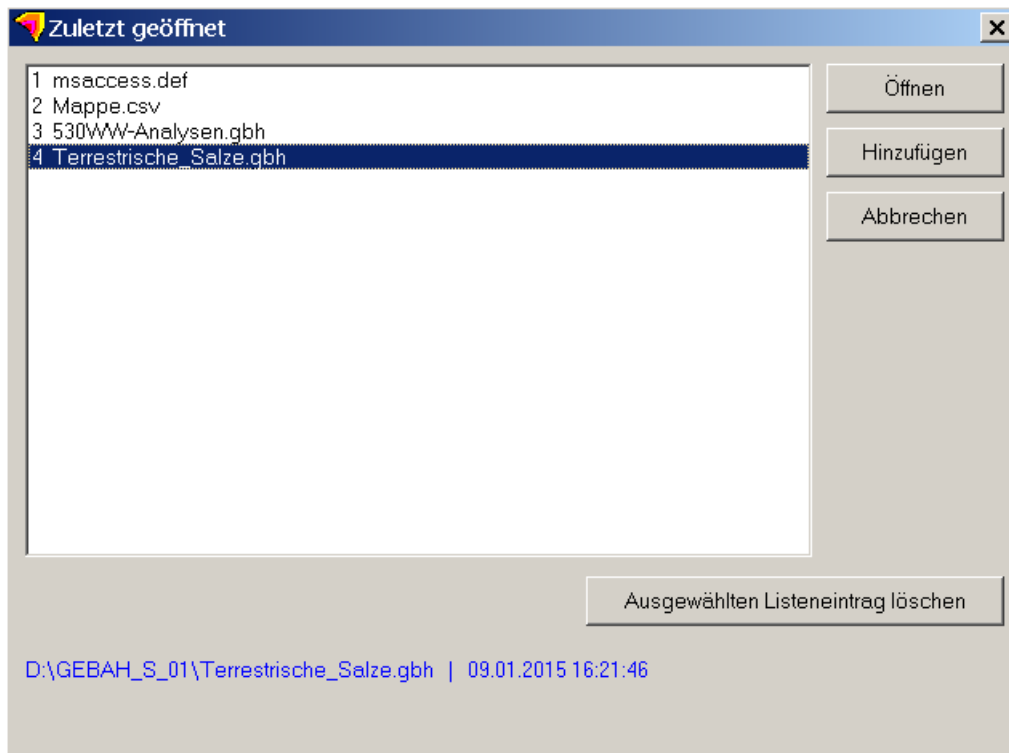 Zuletzt geöffnet
1 msaccess.def
2 Mappe.csv
3 530WW-Analysen.gbh
4 Terrestrische_Salze.gbh
Öffnen
Hinzufügen
Abbrechen
Ausgewählten Listeneintrag löschen
D:\GEBAH_S_01\Terrestrische_Salze.gbh | 09.01.2015 16:21:46